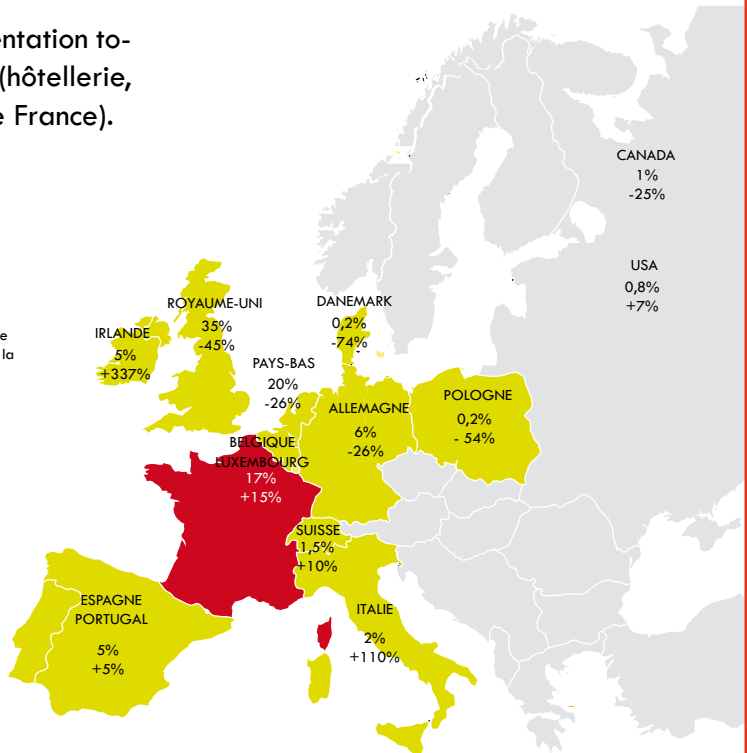 entation to-
(hôtellerie,
e France).
CANADA
1%
-25%
USA
0,8%
+7%
ROYAUME-UNI
35%
-45%
DANEMARK
0,2%
-74%
e
la
IRLANDE
5%
+337%
PAYS-BAS
20%
-26%
ALLEMAGNE
6%
-26%
POLOGNE
0,2%
- 54%
BELGIQUE
LUXEMBOURG
17%
+15%
SUISSE
1,5%
+10%
ESPAGNE
PORTUGAL
5%
+5%
ITALIE
2%
+110%